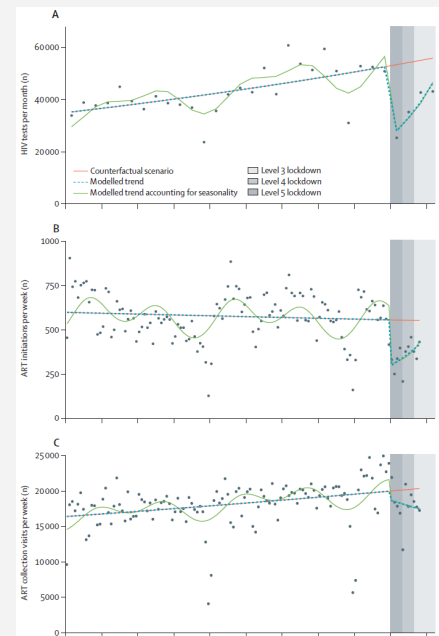 A
HIV tests per month (n)
60000
40000
20000
0
Counterfactual scenario
Modelled trend
Modelled trend accounting for seasonality
Level 3 lockdown
Level 4 lockdown
Level 5 lockdown
B
ART initiations per week (n)
1000
750
500
250
0
C
ART collection visits per week (n)
25000
20000
15000
10000
5000
0